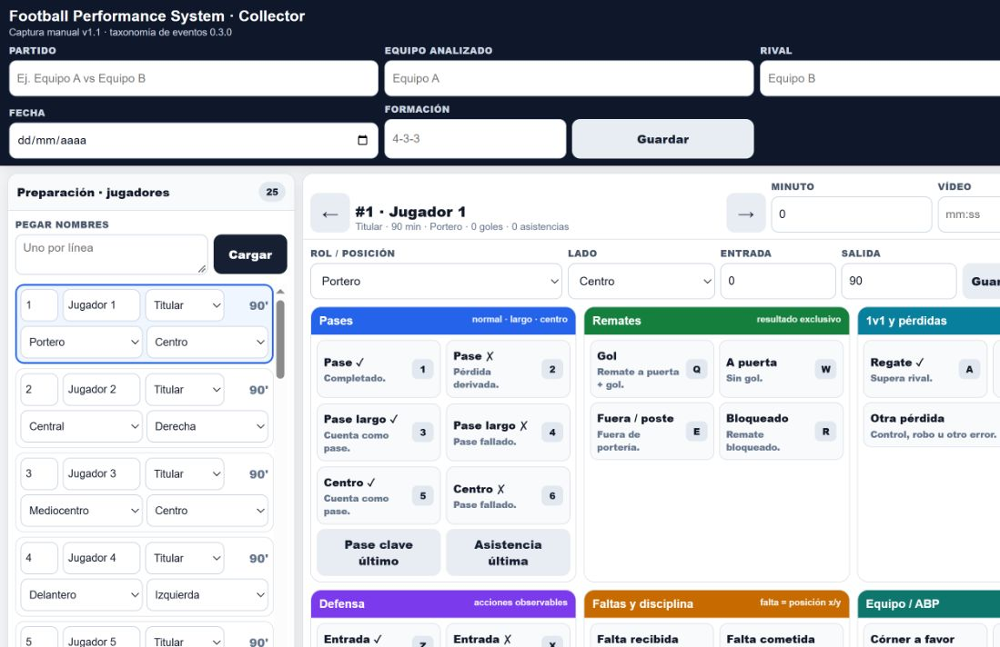 Football Performance System · Collector
Captura manual v1.1 · taxonomía de eventos 0.3.0
PARTIDO
EQUIPO ANALIZADO
RIVAL
Ej. Equipo A vs Equipo B
Equipo A
Equipo B
FECHA
FORMACIÓN
dd/mm/aaaa
4-3-3
Guardar
Preparación · jugadores
25
PEGAR NOMBRES
Uno por línea
Cargar
1
Jugador 1
Titular
90'
Portero
Centro
2
Jugador 2
Titular
90'
Central
Derecha
3
Jugador 3
Titular
90'
Mediocentro
Centro
4
Jugador 4
Titular
90'
Delantero
Izquierda
5
Jugador 5
Titular
90'
←
#1 · Jugador 1
Titular · 90 min · Portero · 0 goles · 0 asistencias
→
MINUTO
VÍDEO
0
mm:ss
ROL / POSICIÓN
LADO
ENTRADA
SALIDA
Portero
Centro
0
90
Guar
Pases
normal · largo · centro
Pase ✓
Completado.
1
Pase ✗
Pérdida
derivada.
2
Pase largo ✓
Cuenta como
pase.
3
Pase largo ✗
Pase fallado.
4
Centro ✓
Cuenta como
pase.
5
Centro ✗
Pase fallado.
6
Pase clave
último
Asistencia
última
Remates
resultado exclusivo
Gol
Remate a puerta
+ gol.
Q
A puerta
Sin gol.
W
Fuera / poste
Fuera de
portería.
E
Bloqueado
Remate
bloqueado.
R
1v1 y pérdidas
Regate ✓
Supera rival.
A
Otra pérdida
Control, robo u otro error.
Defensa
acciones observables
Entrada ✓
Z
Entrada ✗
X
Faltas y disciplina
falta = posición x/y
Falta recibida
Falta cometida
Equipo / ABP
Córner a favor